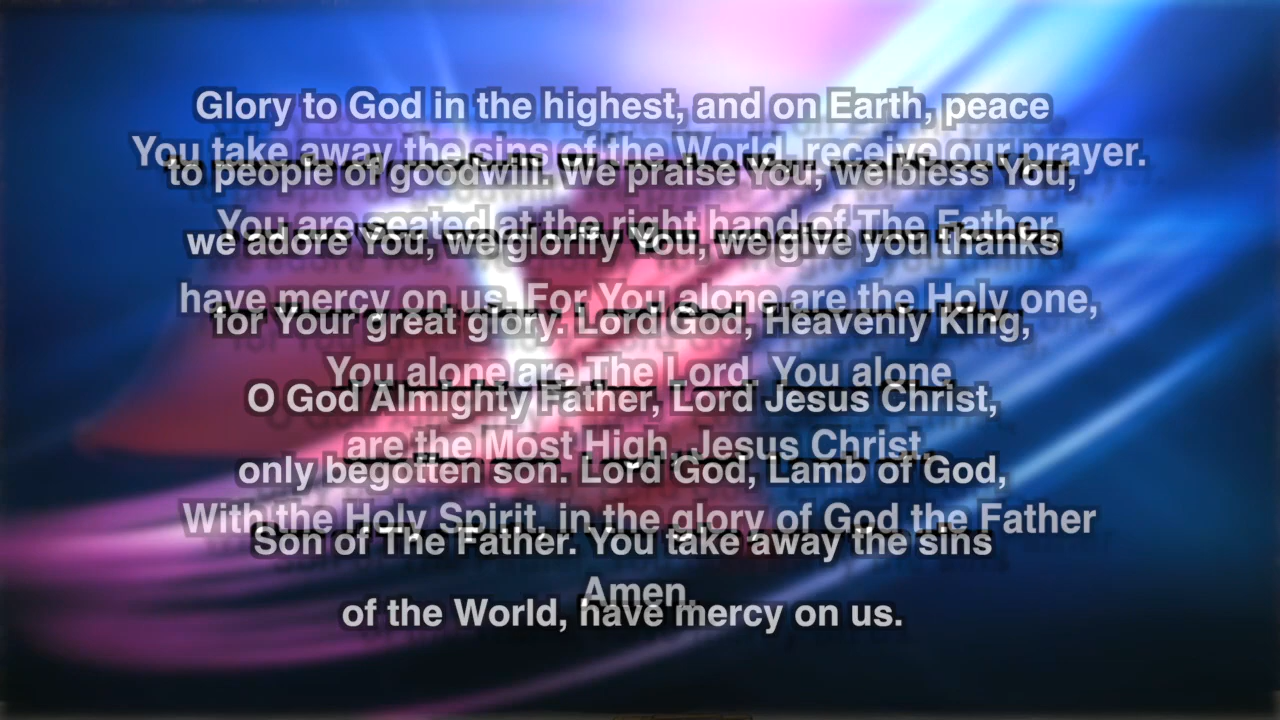 Glory to God in the highest, and on Earth, peace
to people of goodwill. We praise You, we bless You,
we adore You, we glorify You, we give you thanks
for Your great glory. Lord God, Heavenly King,
O God Almighty Father, Lord Jesus Christ,
only begotten son. Lord God, Lamb of God,
Son of The Father. You take away the sins
of the World, have mercy on us.
You take away the sins of the World, receive our prayer.
You are seated at the right hand of The Father,
have mercy on us. For You alone are the Holy one,
You alone are The Lord, You alone
are the Most High, Jesus Christ,
With the Holy Spirit, in the glory of God the Father
Amen.